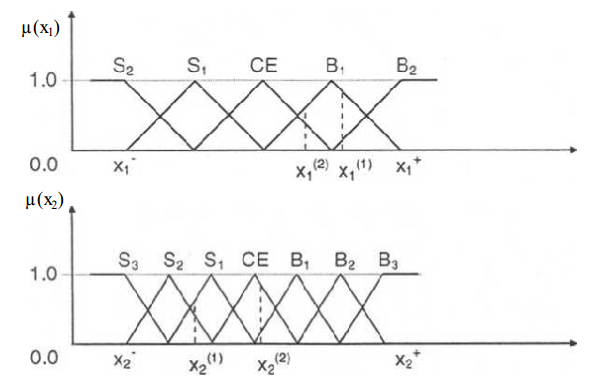 μ(x₁)
S₂ S₁ CE B₁ B₂
1.0
0.0
x₁⁻ x₁⁽²⁾ x₁⁽¹⁾ x₁⁺
μ(x₂)
S₃ S₂ S₁ CE B₁ B₂ B₃
1.0
0.0
x₂⁻ x₂⁽¹⁾ x₂⁽²⁾ x₂⁺